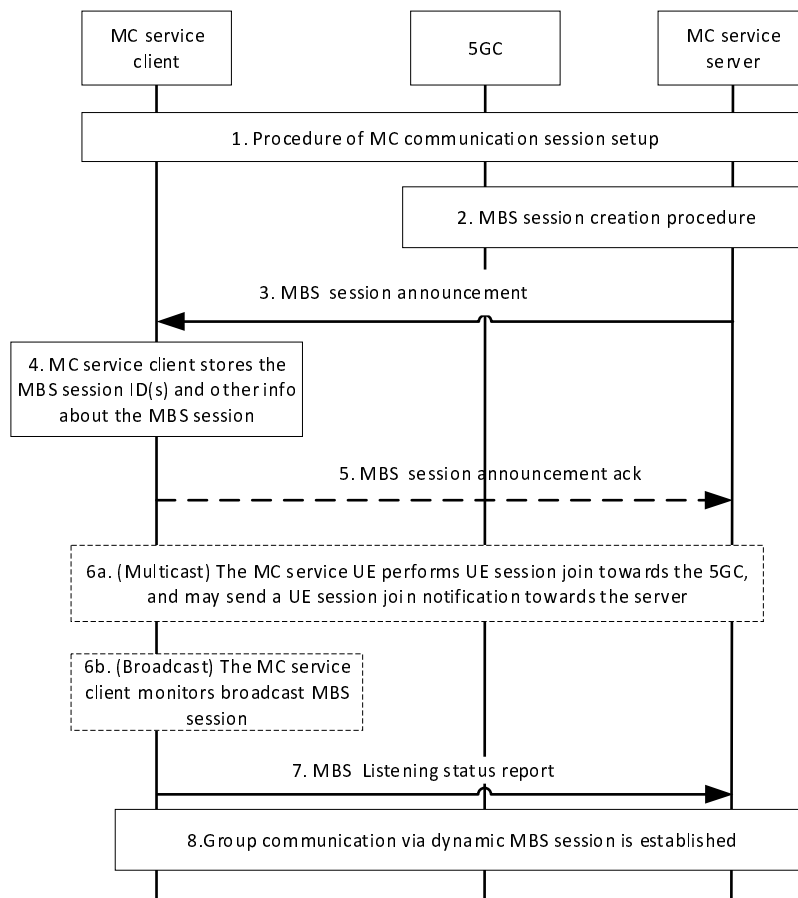 MC service
client
5GC
MC service
server
1. Procedure of MC communication session setup
2. MBS session creation procedure
3. MBS session announcement
4. MC service client stores the
MBS session ID(s) and other info
about the MBS session
5. MBS session announcement ack
6a. (Multicast) The MC service UE performs UE session join towards the 5GC,
and may send a UE session join notification towards the server
6b. (Broadcast) The MC service
client monitors broadcast MBS
session
7. MBS Listening status report
8.Group communication via dynamic MBS session is established